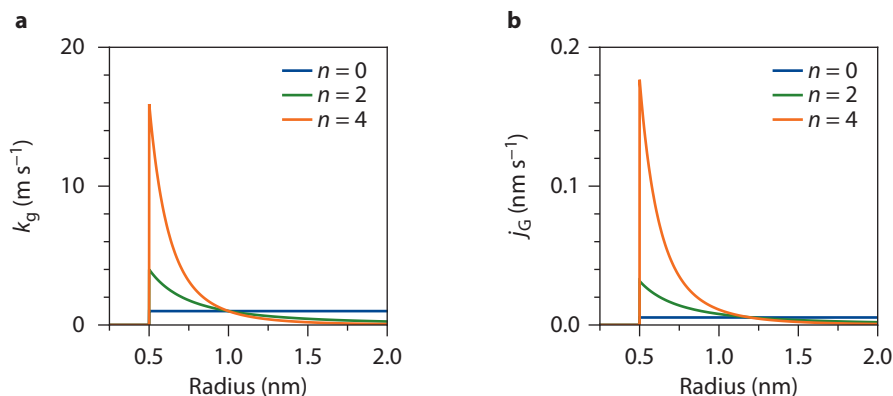 a
20
10
0
k_g (m s⁻¹)
n = 0
n = 2
n = 4
0.5
1.0
1.5
2.0
Radius (nm)
b
0.2
0.1
0.0
j_G (nm s⁻¹)
n = 0
n = 2
n = 4
0.5
1.0
1.5
2.0
Radius (nm)